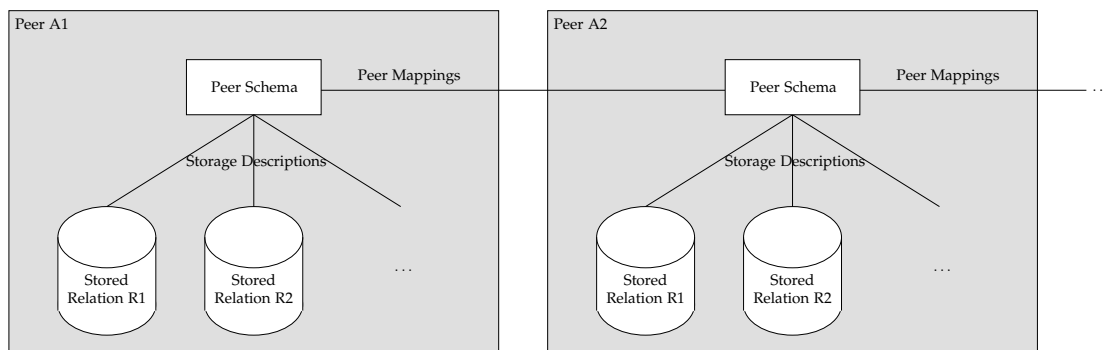 Peer A1
Peer Schema
Peer Mappings
Storage Descriptions
Stored
Relation R1
Stored
Relation R2
...
Peer A2
Peer Schema
Peer Mappings
...
Storage Descriptions
Stored
Relation R1
Stored
Relation R2
...